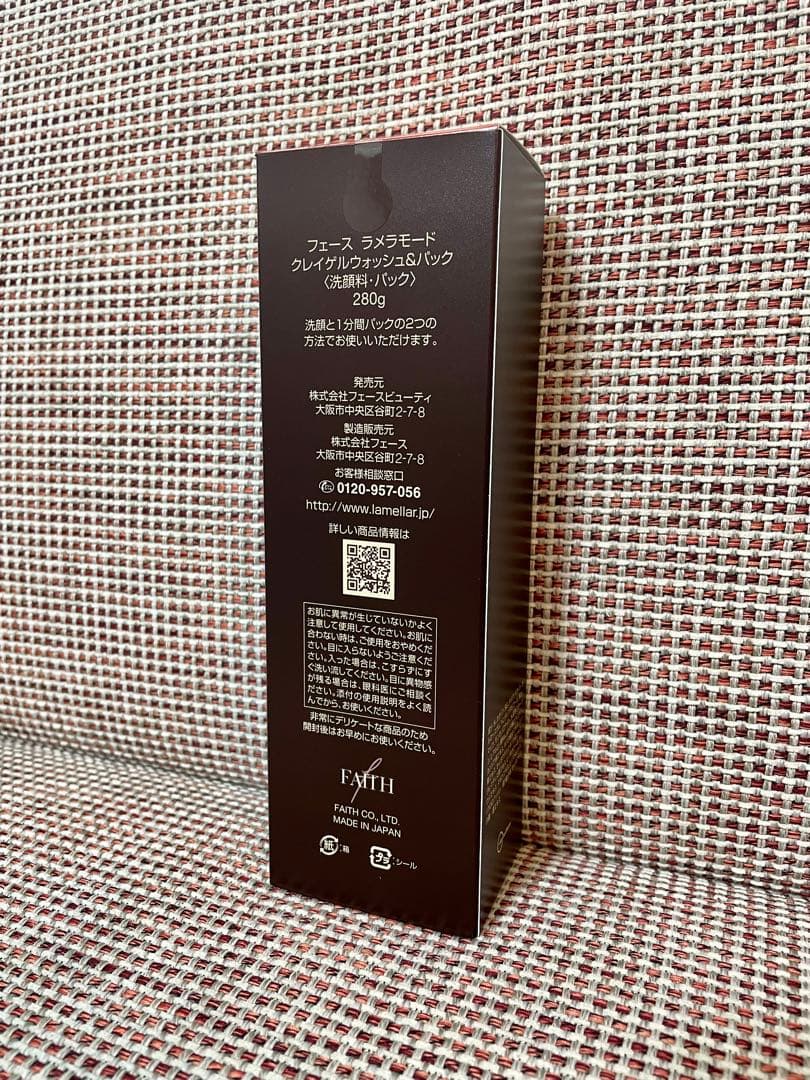 フェース ラメラモード
クレイゲルウォッシュ&パック
〈洗顔料・パック〉
280g
洗顔と1分間パックの2つの
方法でお使いいただけます。
発売元
株式会社フェースビューティ
大阪市中央区谷町2-7-8
製造販売元
株式会社フェース
大阪市中央区谷町2-7-8
お客様相談窓口
0120-957-056
http://www.lamellar.jp/
詳しい商品情報は
お肌に異常が生じていないかよく
注意して使用してください。お肌に
合わない時は、ご使用をおやめくだ
さい。目に入らないようご注意くだ
さい。入った場合は、こすらずにす
ぐ洗い流してください。目に異物感
が残る場合は、眼科医にご相談く
ださい。添付の使用説明をよく読
んでから、お使いください。
非常にデリケートな商品のため
開封後はお早めにお使いください。
FAITH
FAITH CO., LTD.
MADE IN JAPAN
紙:箱 プラ:シール